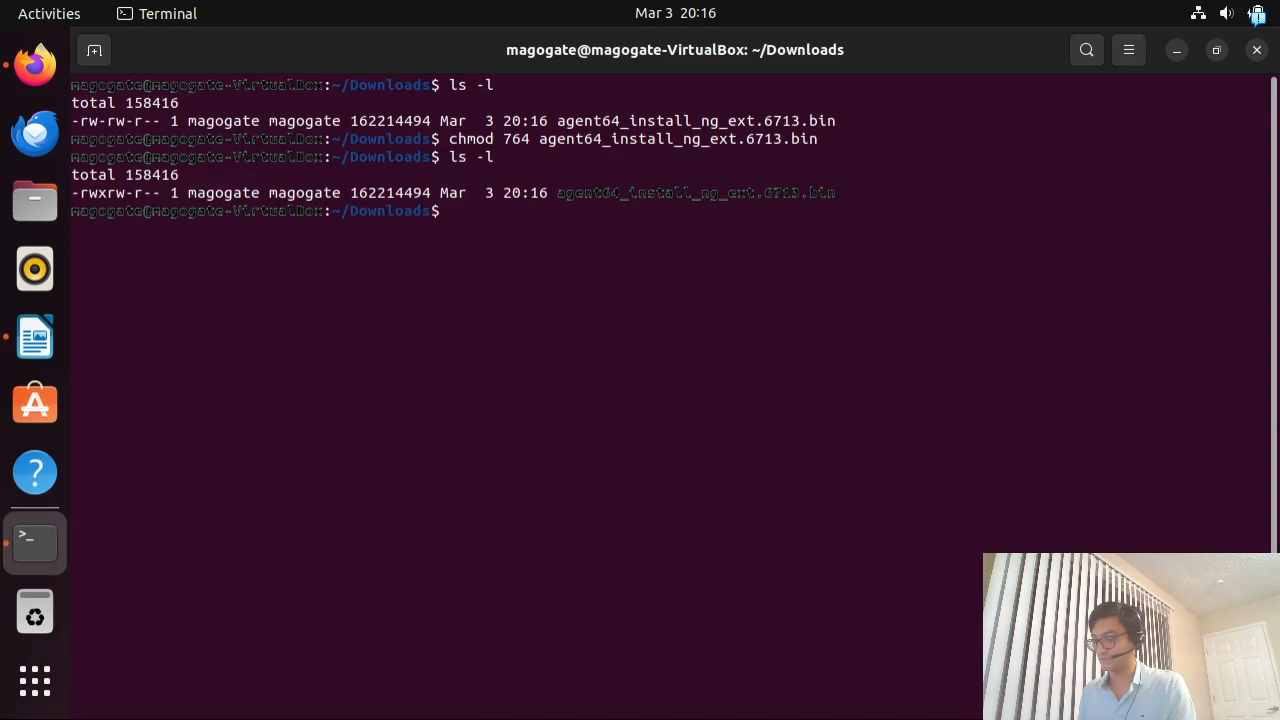 Activities Terminal Mar 3 20:16
magogate@magogate-VirtualBox: ~/Downloads
magogate@magogate-VirtualBox:~/Downloads$ ls -l
total 158416
-rw-rw-r-- 1 magogate magogate 162214494 Mar  3 20:16 agent64_install_ng_ext.6713.bin
magogate@magogate-VirtualBox:~/Downloads$ chmod 764 agent64_install_ng_ext.6713.bin
magogate@magogate-VirtualBox:~/Downloads$ ls -l
total 158416
-rwxrw-r-- 1 magogate magogate 162214494 Mar  3 20:16 agent64_install_ng_ext.6713.bin
magogate@magogate-VirtualBox:~/Downloads$